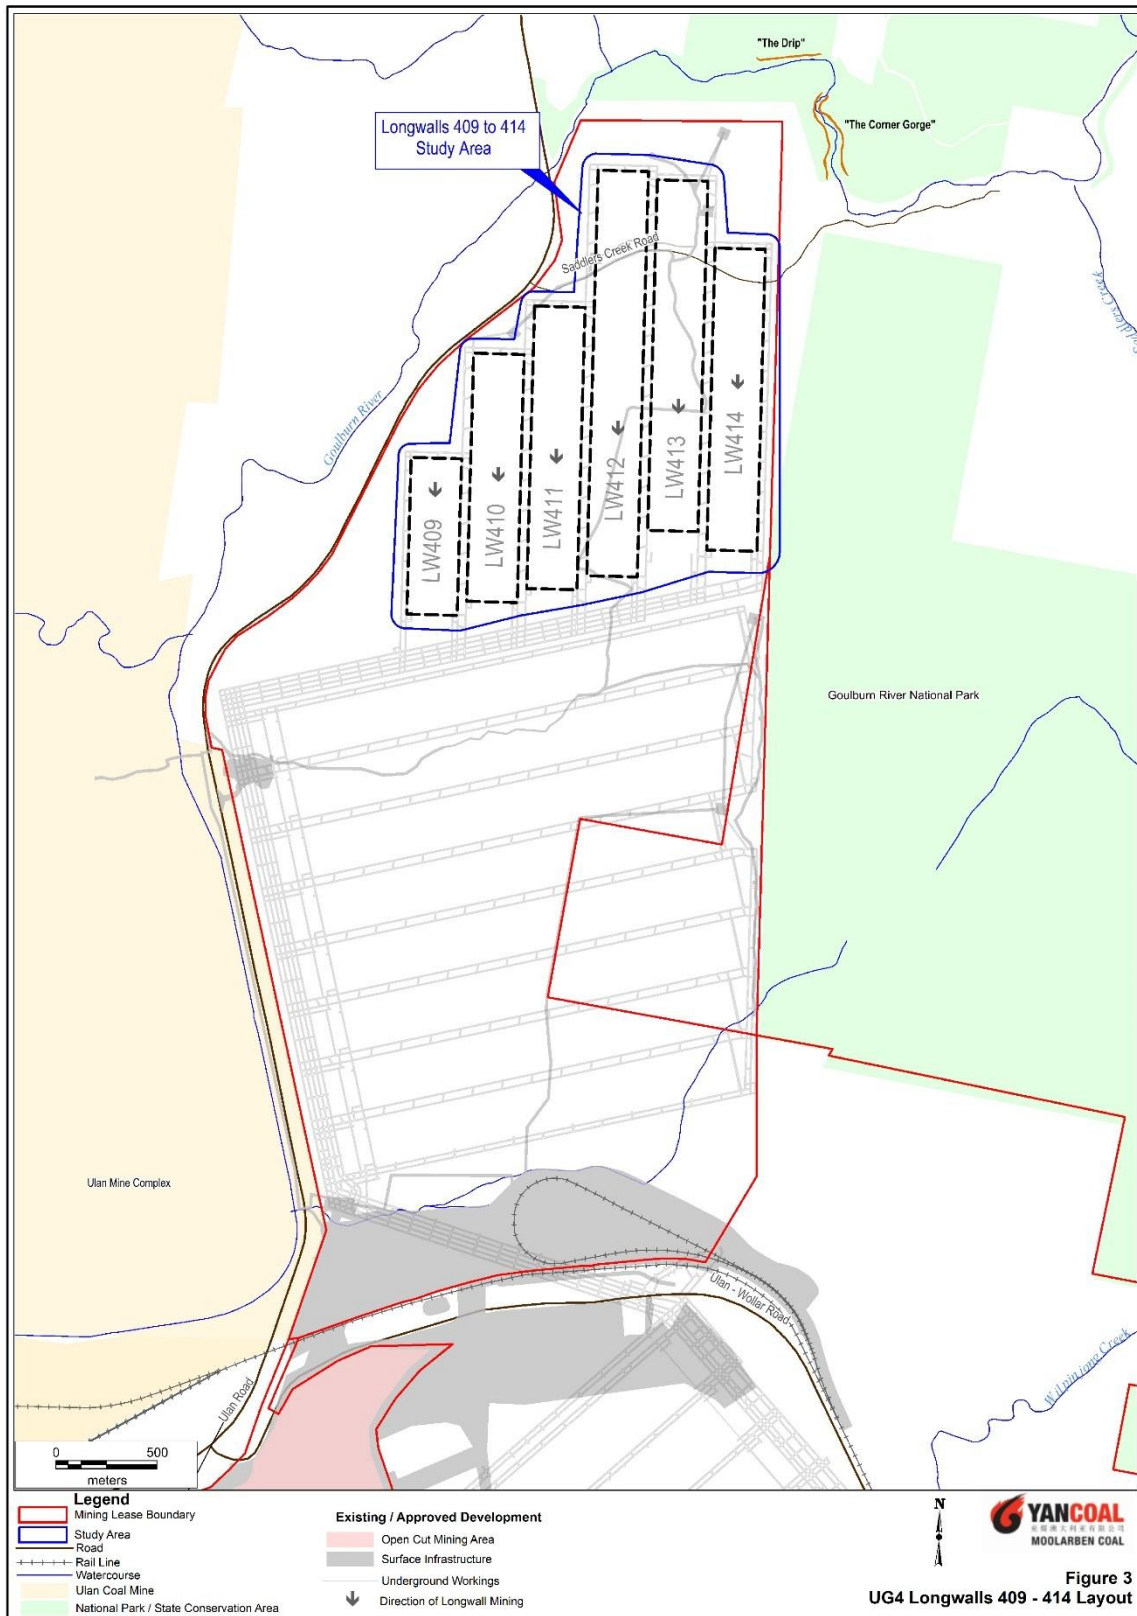 "The Drip"
"The Corner Gorge"
Longwalls 409 to 414
Study Area
Saddlers Creek Road
Saddlers Creek
Goulburn River
LW409
LW410
LW411
LW412
LW413
LW414
Goulburn River National Park
Ulan Mine Complex
Ulan - Wollar Road
Ulan Road
Wilpinjong Creek
0 500
meters
Legend
Mining Lease Boundary
Study Area
Road
Rail Line
Watercourse
Ulan Coal Mine
National Park / State Conservation Area
Existing / Approved Development
Open Cut Mining Area
Surface Infrastructure
Underground Workings
Direction of Longwall Mining
N
YANCOAL
MOOLARBEN COAL
Figure 3
UG4 Longwalls 409 - 414 Layout